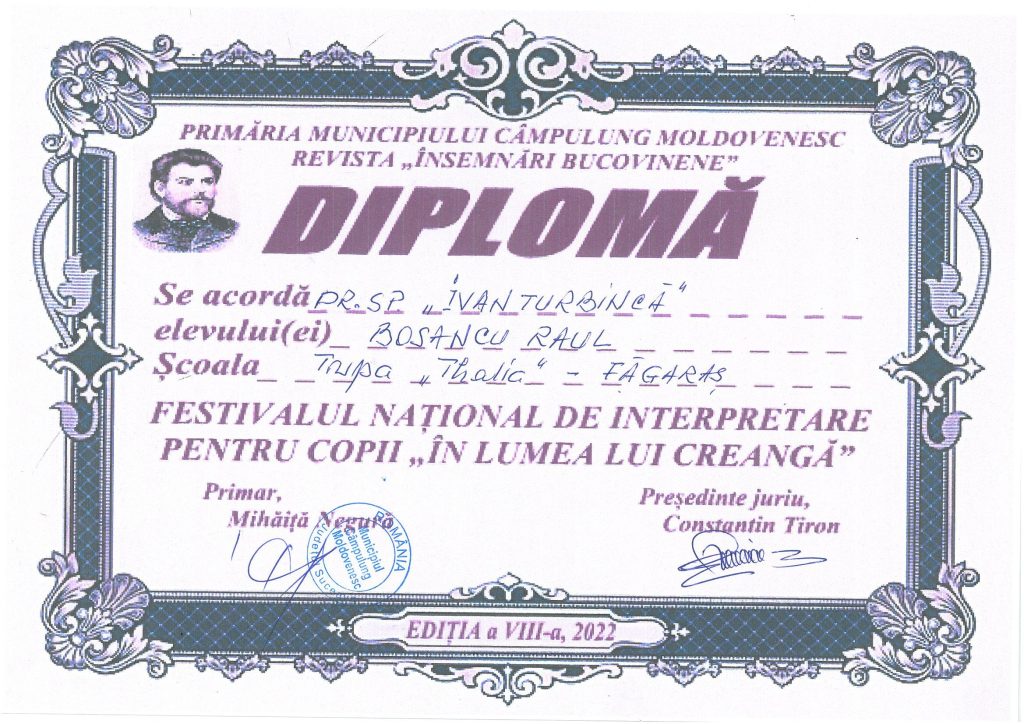 PRIMĂRIA MUNICIPIULUI CÂMPULUNG MOLDOVENESC
REVISTA „ÎNSEMNĂRI BUCOVINENE”
DIPLOMĂ
Se acordă PR. SP. „IVAN TURBINCĂ”
elevului(ei) BOSANCU RAUL
Școala Trupa „Thalia” - FĂGARAȘ
FESTIVALUL NAȚIONAL DE INTERPRETARE
PENTRU COPII „ÎN LUMEA LUI CREANGĂ”
Primar,
Mihăiță Negură
Președinte juriu,
Constantin Tiron
ROMÂNIA
Municipiul
Câmpulung
Moldovenesc
EDIȚIA a VIII-a, 2022